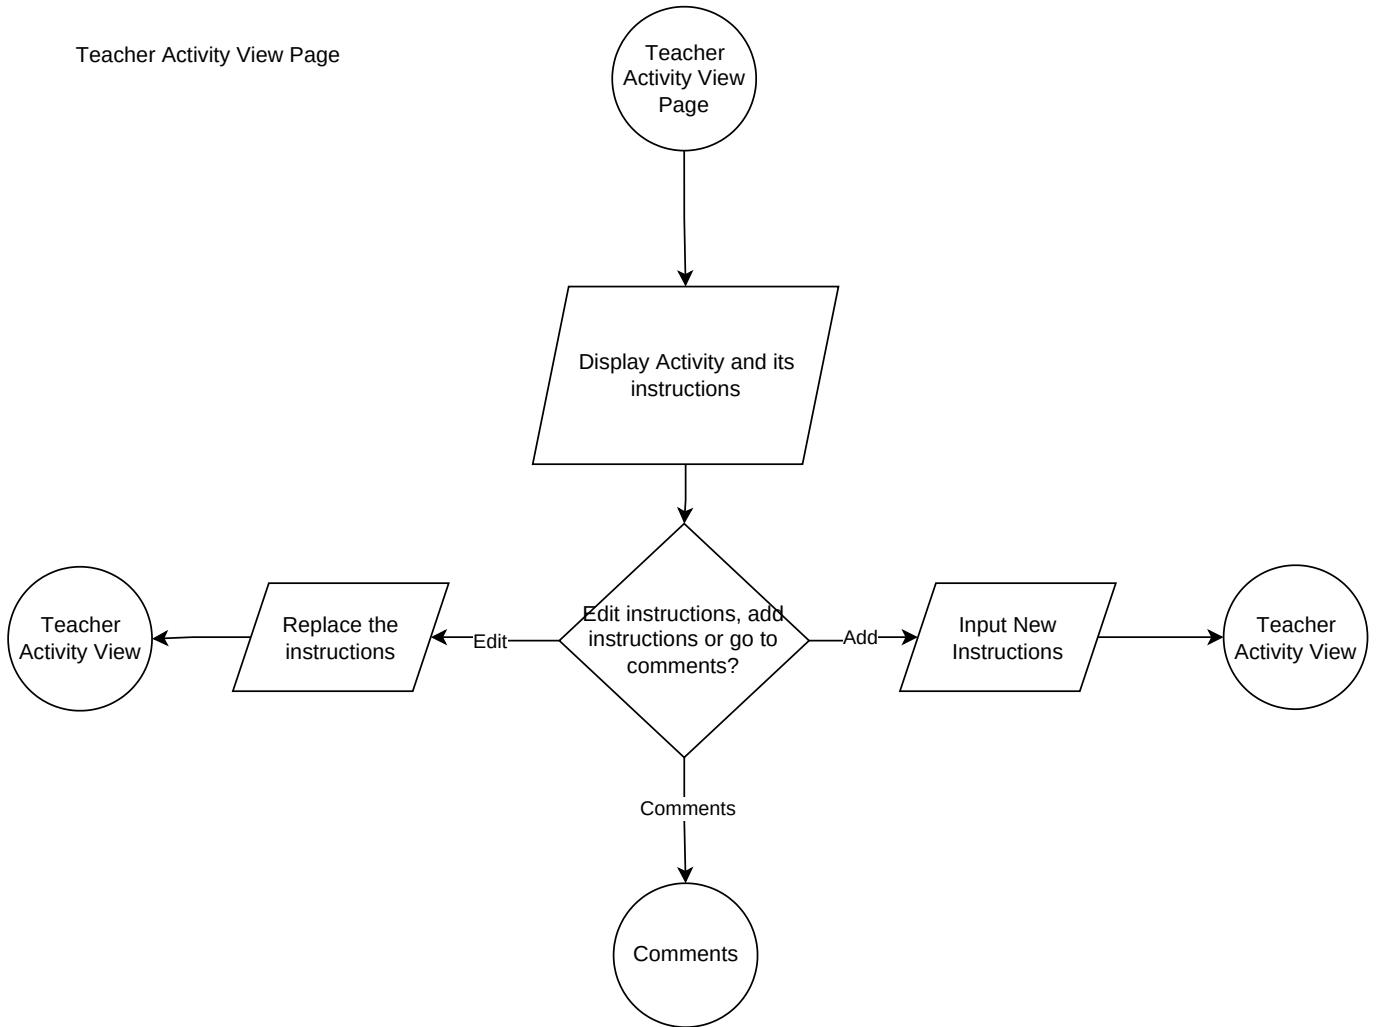 Teacher Activity View Page
Teacher
Activity View
Page
Display Activity and its
instructions
Edit instructions, add
instructions or go to
comments?
Edit
Replace the
instructions
Teacher
Activity View
Add
Input New
Instructions
Teacher
Activity View
Comments
Comments